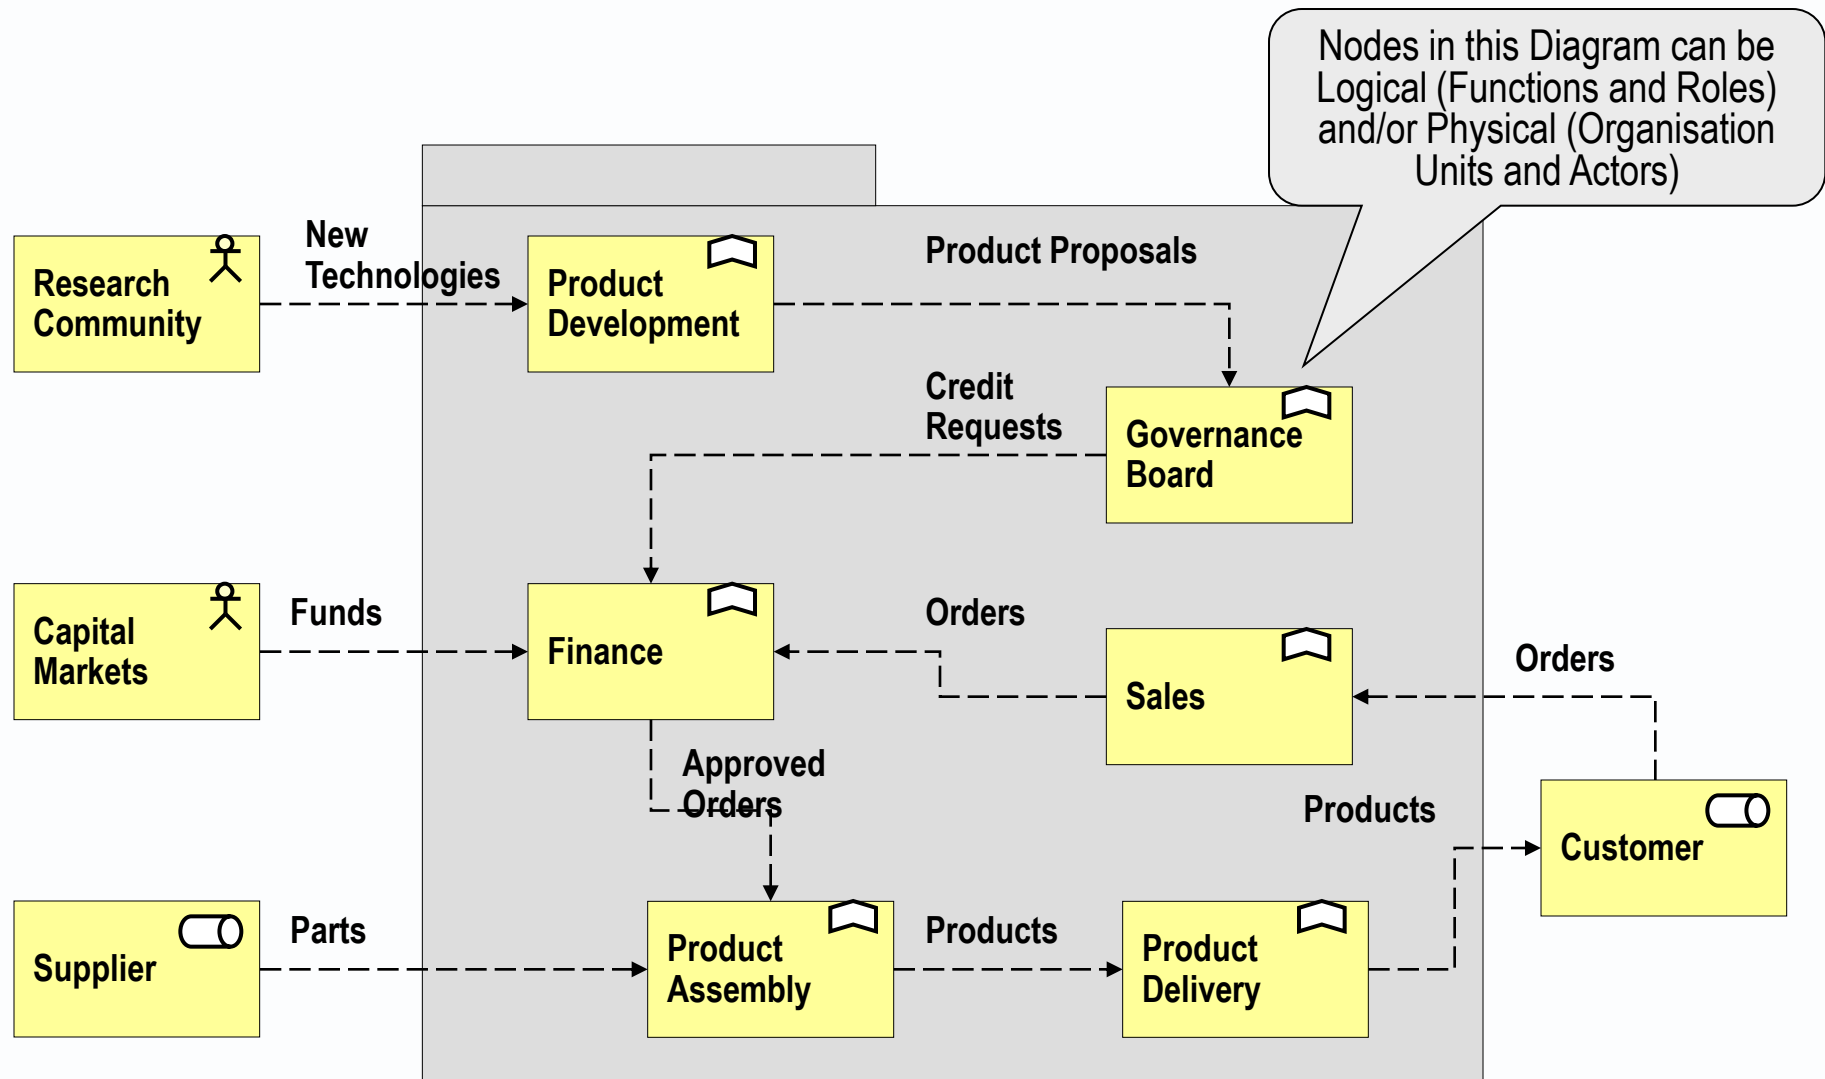 Nodes in this Diagram can be
Logical (Functions and Roles)
and/or Physical (Organisation
Units and Actors)
New
Technologies
Product Proposals
Research
Community
Product
Development
Credit
Requests
Governance
Board
Funds
Orders
Capital
Markets
Finance
Sales
Orders
Approved
Orders
Products
Customer
Parts
Products
Supplier
Product
Assembly
Product
Delivery